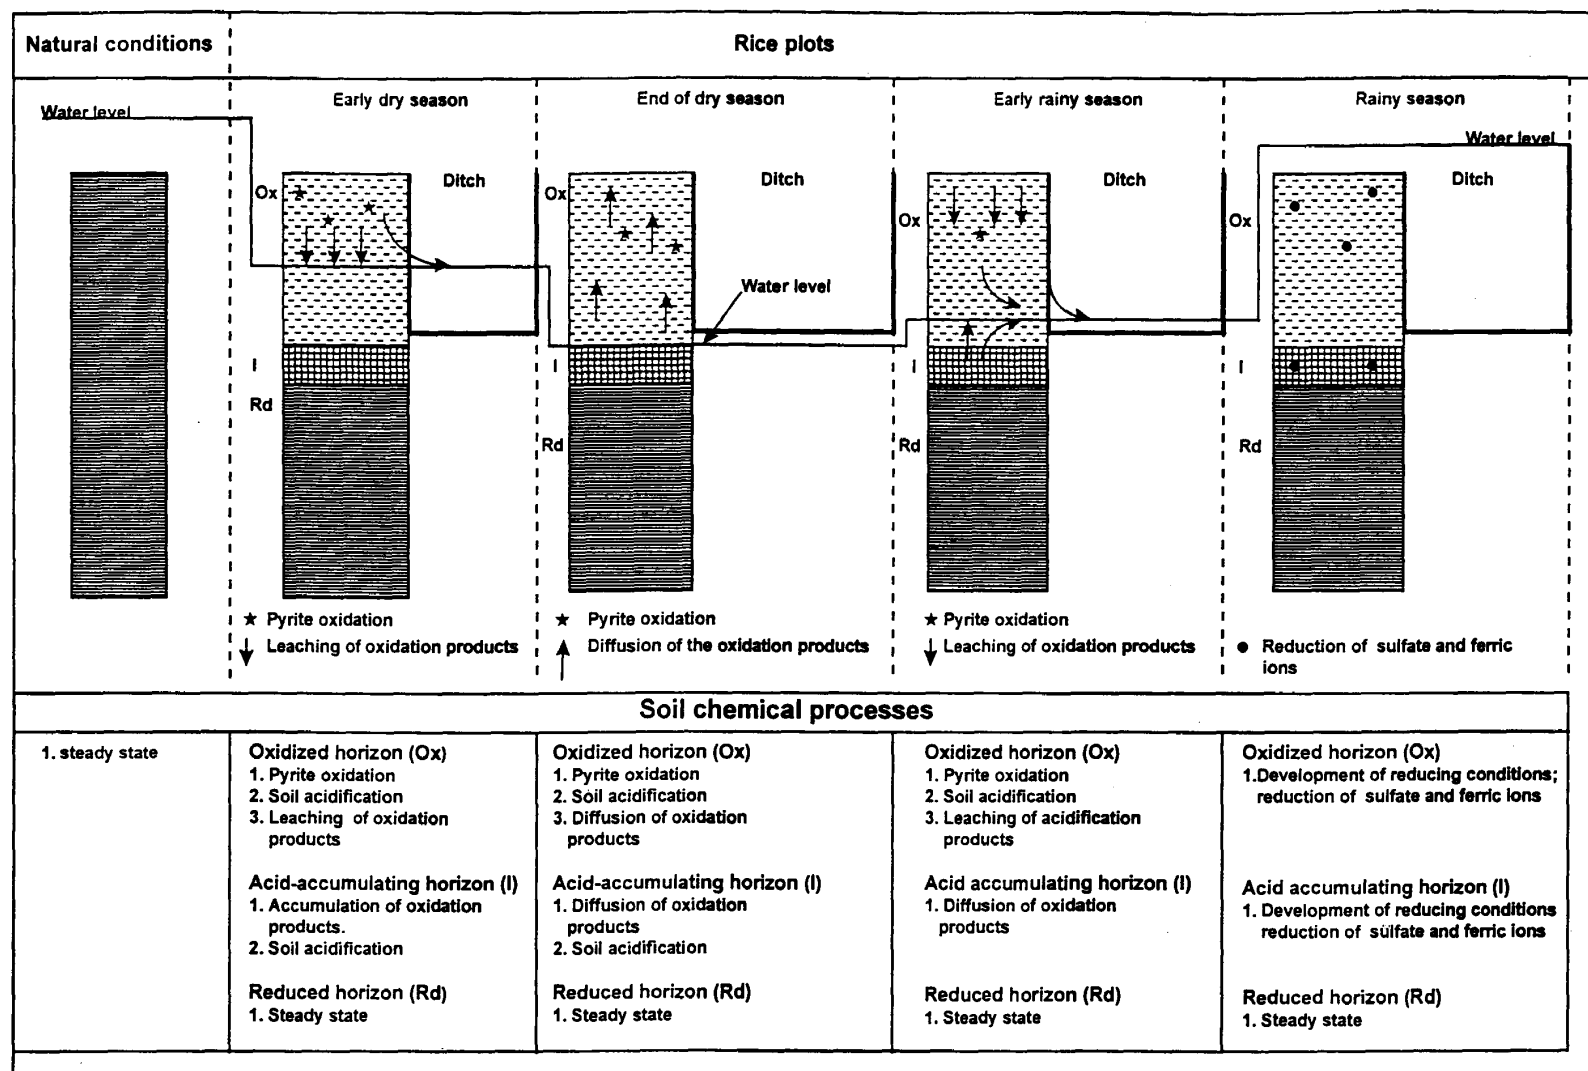 Natural conditions
Rice plots
Early dry season
End of dry season
Early rainy season
Rainy season
Water level
Water level
Ox
Ditch
Ox
Ditch
Ox
Ditch
Ox
Ditch
Water level
I
I
I
I
Rd
Rd
Rd
Rd
Pyrite oxidation
Leaching of oxidation products
Pyrite oxidation
Diffusion of the oxidation products
Pyrite oxidation
Leaching of oxidation products
Reduction of sulfate and ferric
ions
Soil chemical processes
1. steady state
Oxidized horizon (Ox)
1. Pyrite oxidation
2. Soil acidification
3. Leaching of oxidation
products
Acid-accumulating horizon (I)
1. Accumulation of oxidation
products.
2. Soil acidification
Reduced horizon (Rd)
1. Steady state
Oxidized horizon (Ox)
1. Pyrite oxidation
2. Soil acidification
3. Diffusion of oxidation
products
Acid-accumulating horizon (I)
1. Diffusion of oxidation
products
2. Soil acidification
Reduced horizon (Rd)
1. Steady state
Oxidized horizon (Ox)
1. Pyrite oxidation
2. Soil acidification
3. Leaching of acidification
products
Acid accumulating horizon (I)
1. Diffusion of oxidation
products
Reduced horizon (Rd)
1. Steady state
Oxidized horizon (Ox)
1.Development of reducing conditions;
reduction of sulfate and ferric ions
Acid accumulating horizon (I)
1. Development of reducing conditions
reduction of sulfate and ferric ions
Reduced horizon (Rd)
1. Steady state